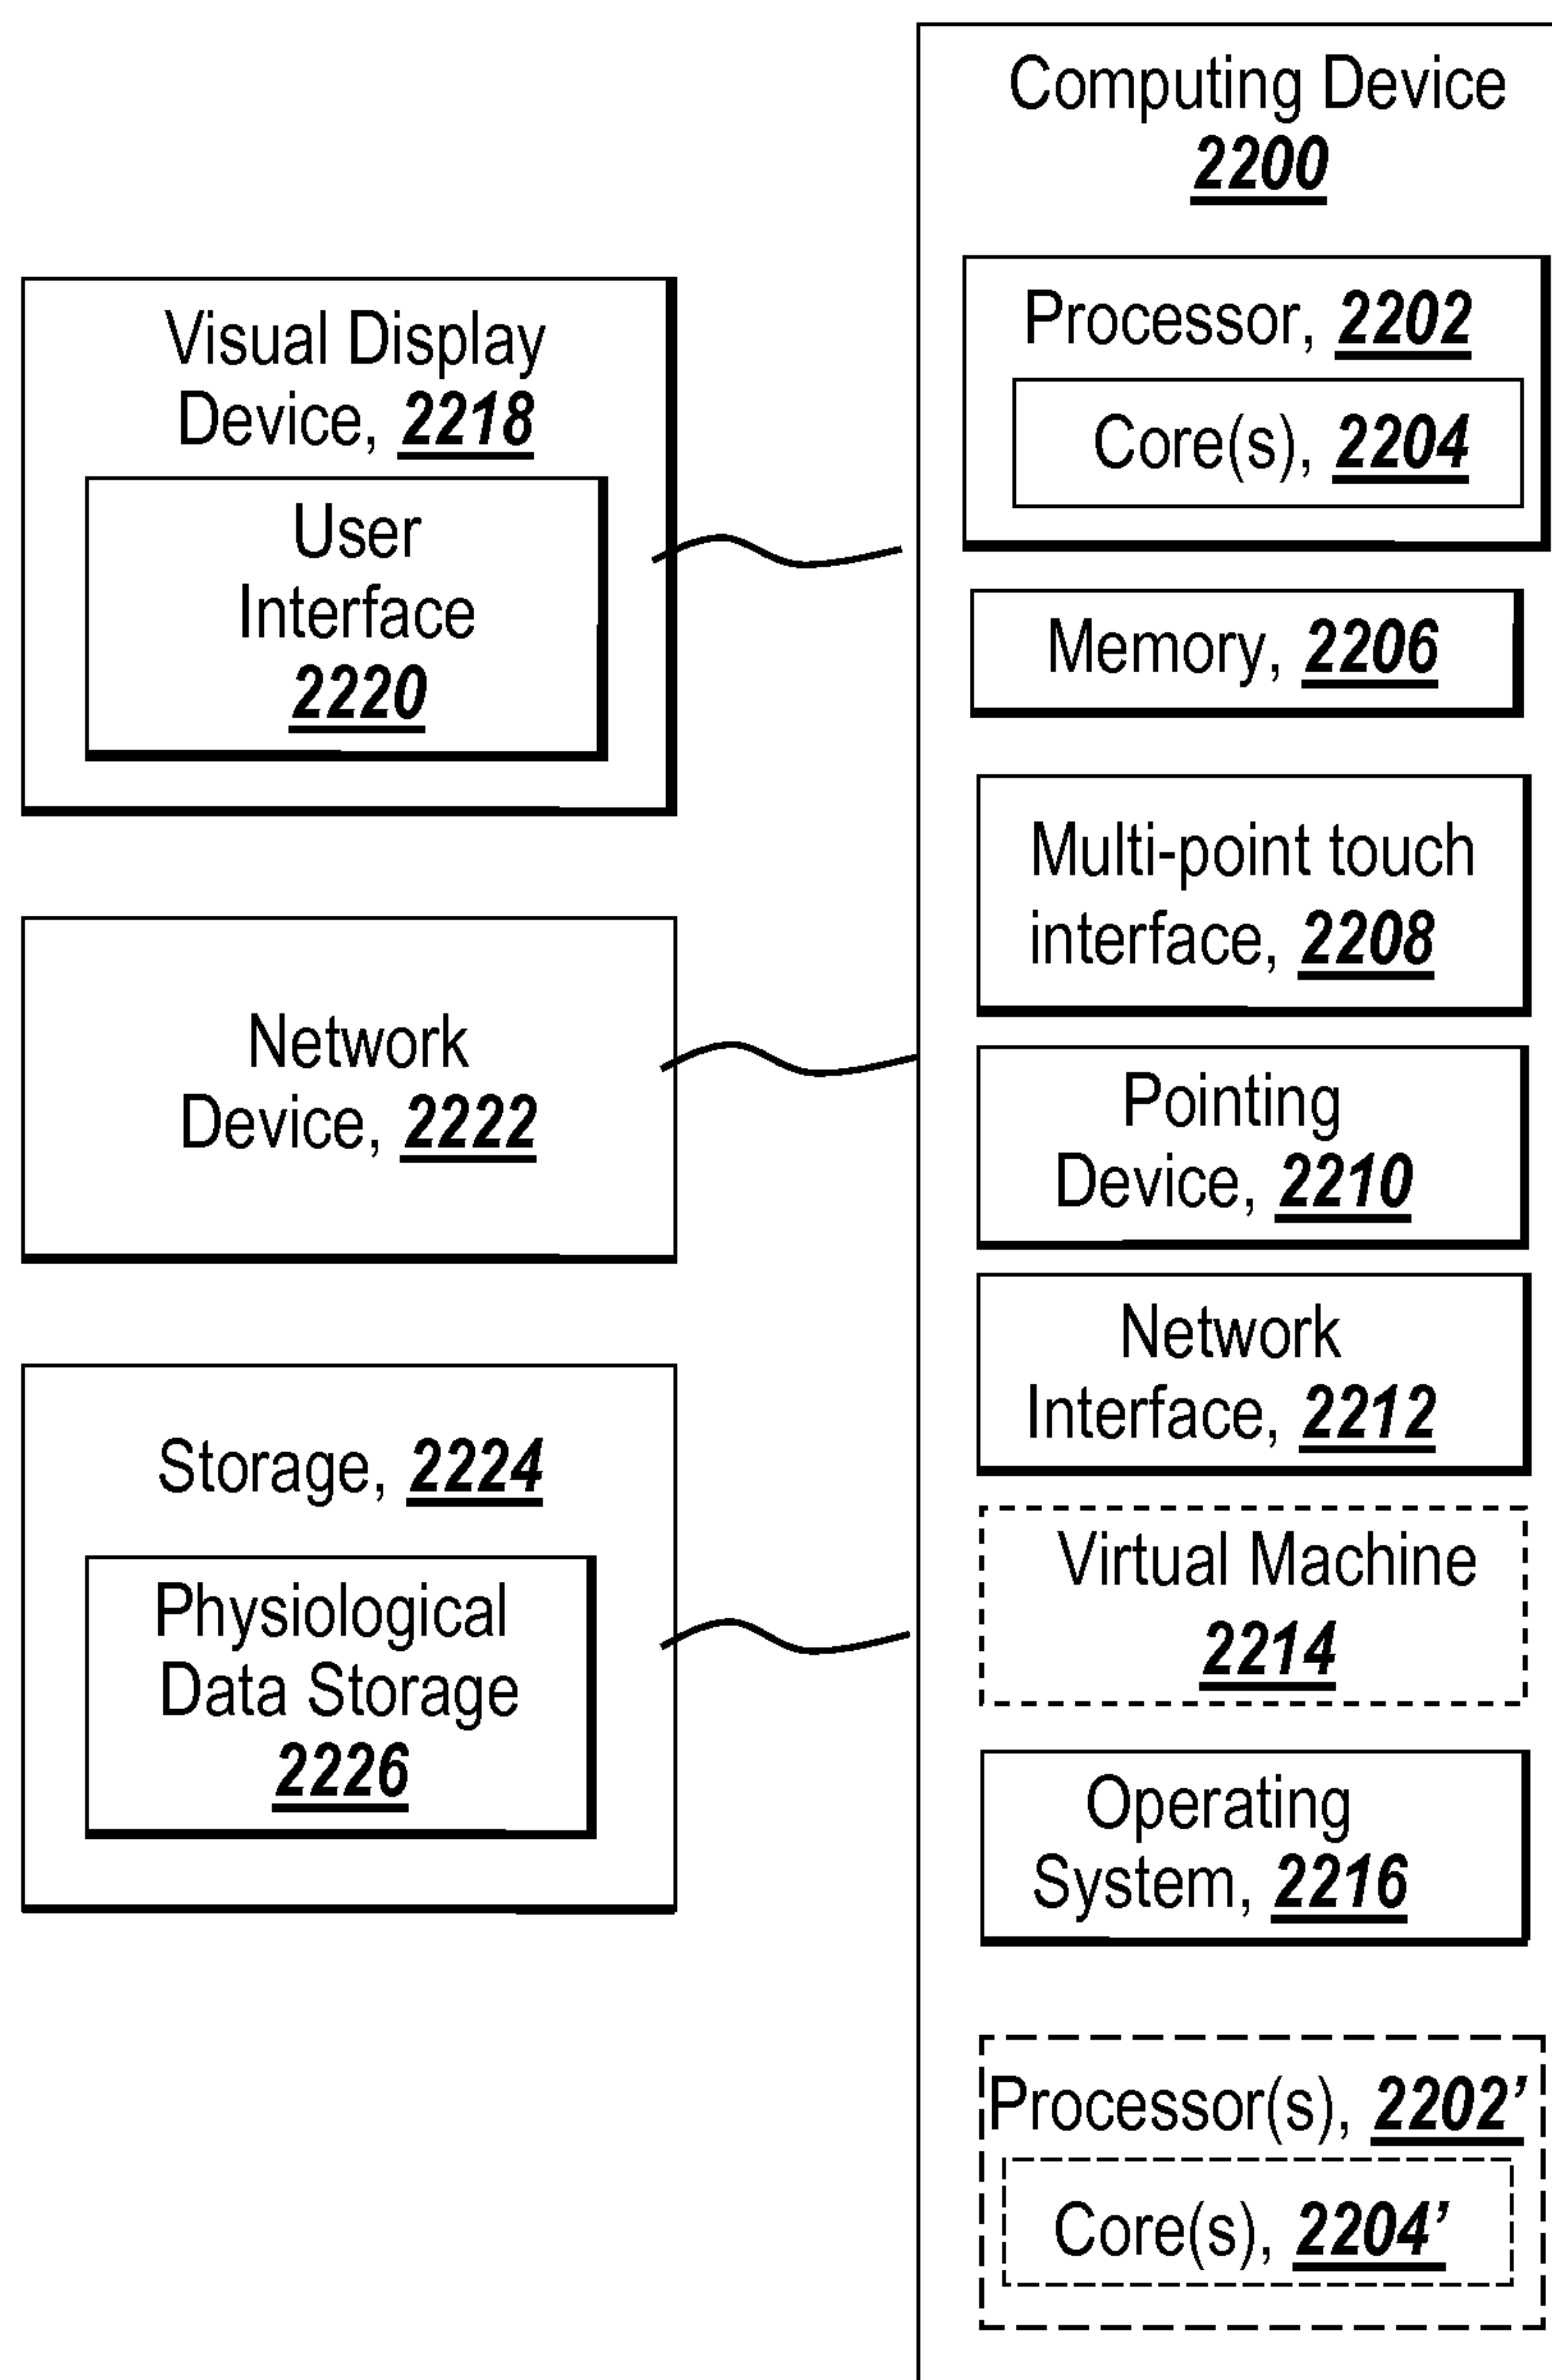 Computing Device
2200
Processor, 2202
Core(s), 2204
Memory, 2206
Multi-point touch
interface, 2208
Pointing
Device, 2210
Network
Interface, 2212
Virtual Machine
2214
Operating
System, 2216
Processor(s), 2202’
Core(s), 2204’
Visual Display
Device, 2218
User
Interface
2220
Network
Device, 2222
Storage, 2224
Physiological
Data Storage
2226